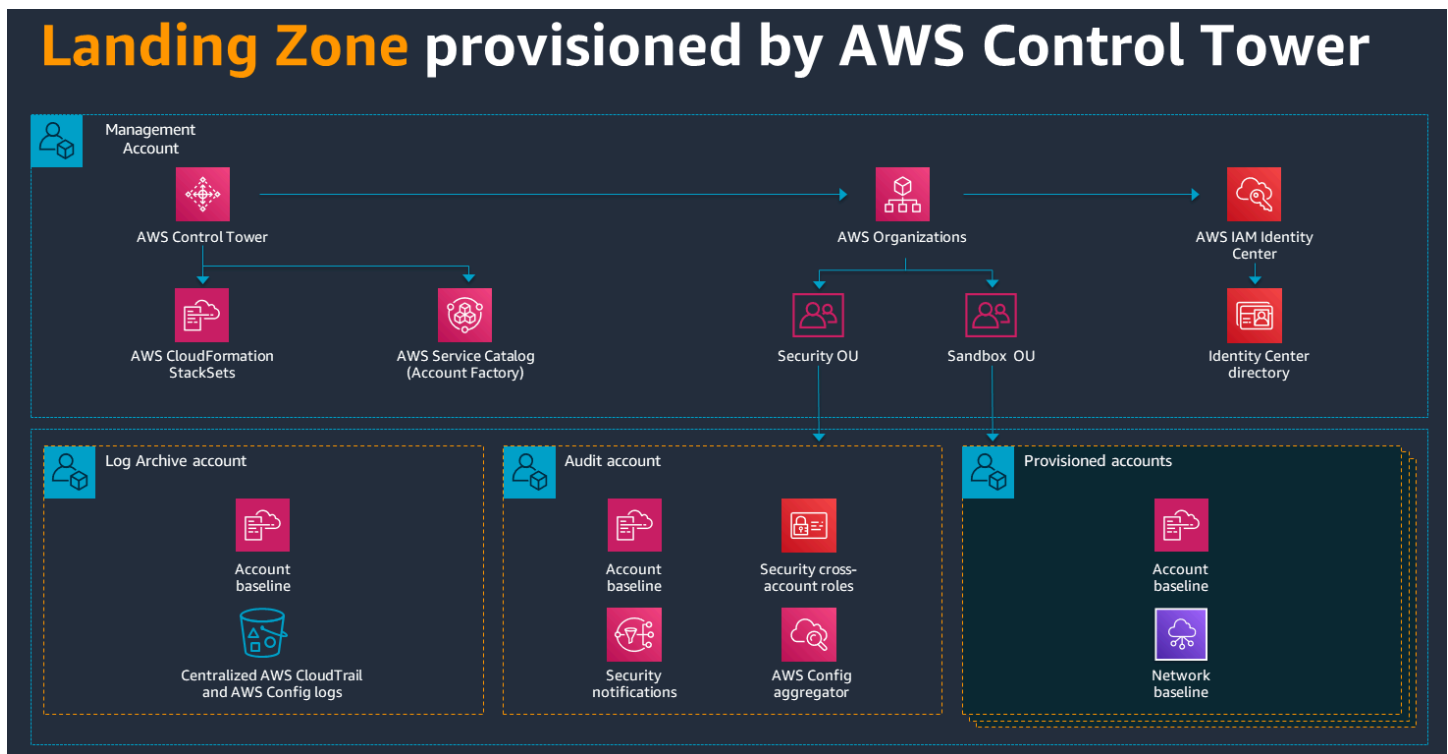 Landing Zone provisioned by AWS Control Tower
Management
Account
AWS Control Tower
AWS Organizations
AWS IAM Identity
Center
AWS CloudFormation
StackSets
AWS Service Catalog
(Account Factory)
Security OU
Sandbox OU
Identity Center
directory
Log Archive account
Account
baseline
Centralized AWS CloudTrail
and AWS Config logs
Audit account
Account
baseline
Security cross-
account roles
Security
notifications
AWS Config
aggregator
Provisioned accounts
Account
baseline
Network
baseline